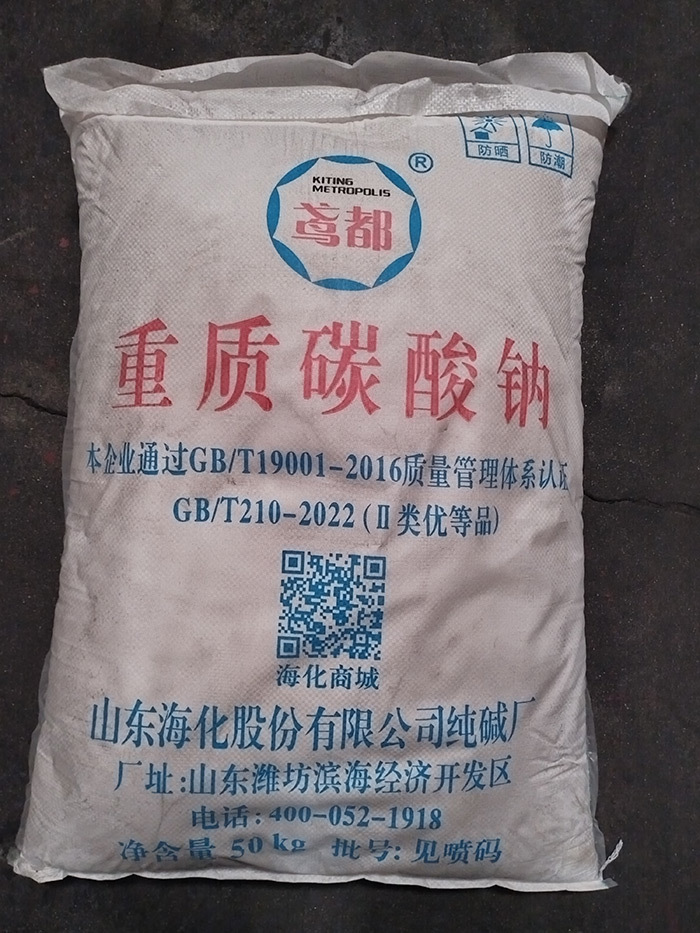 防晒
防潮
®
KITING
METROPOLIS
鸢都
重质碳酸钠
本企业通过GB/T19001-2016质量管理体系认证
GB/T210-2022(Ⅱ类优等品)
海化商城
山东海化股份有限公司纯碱厂
厂址:山东潍坊滨海经济开发区
电话:400-052-1918
净含量 50kg 批号:见喷码